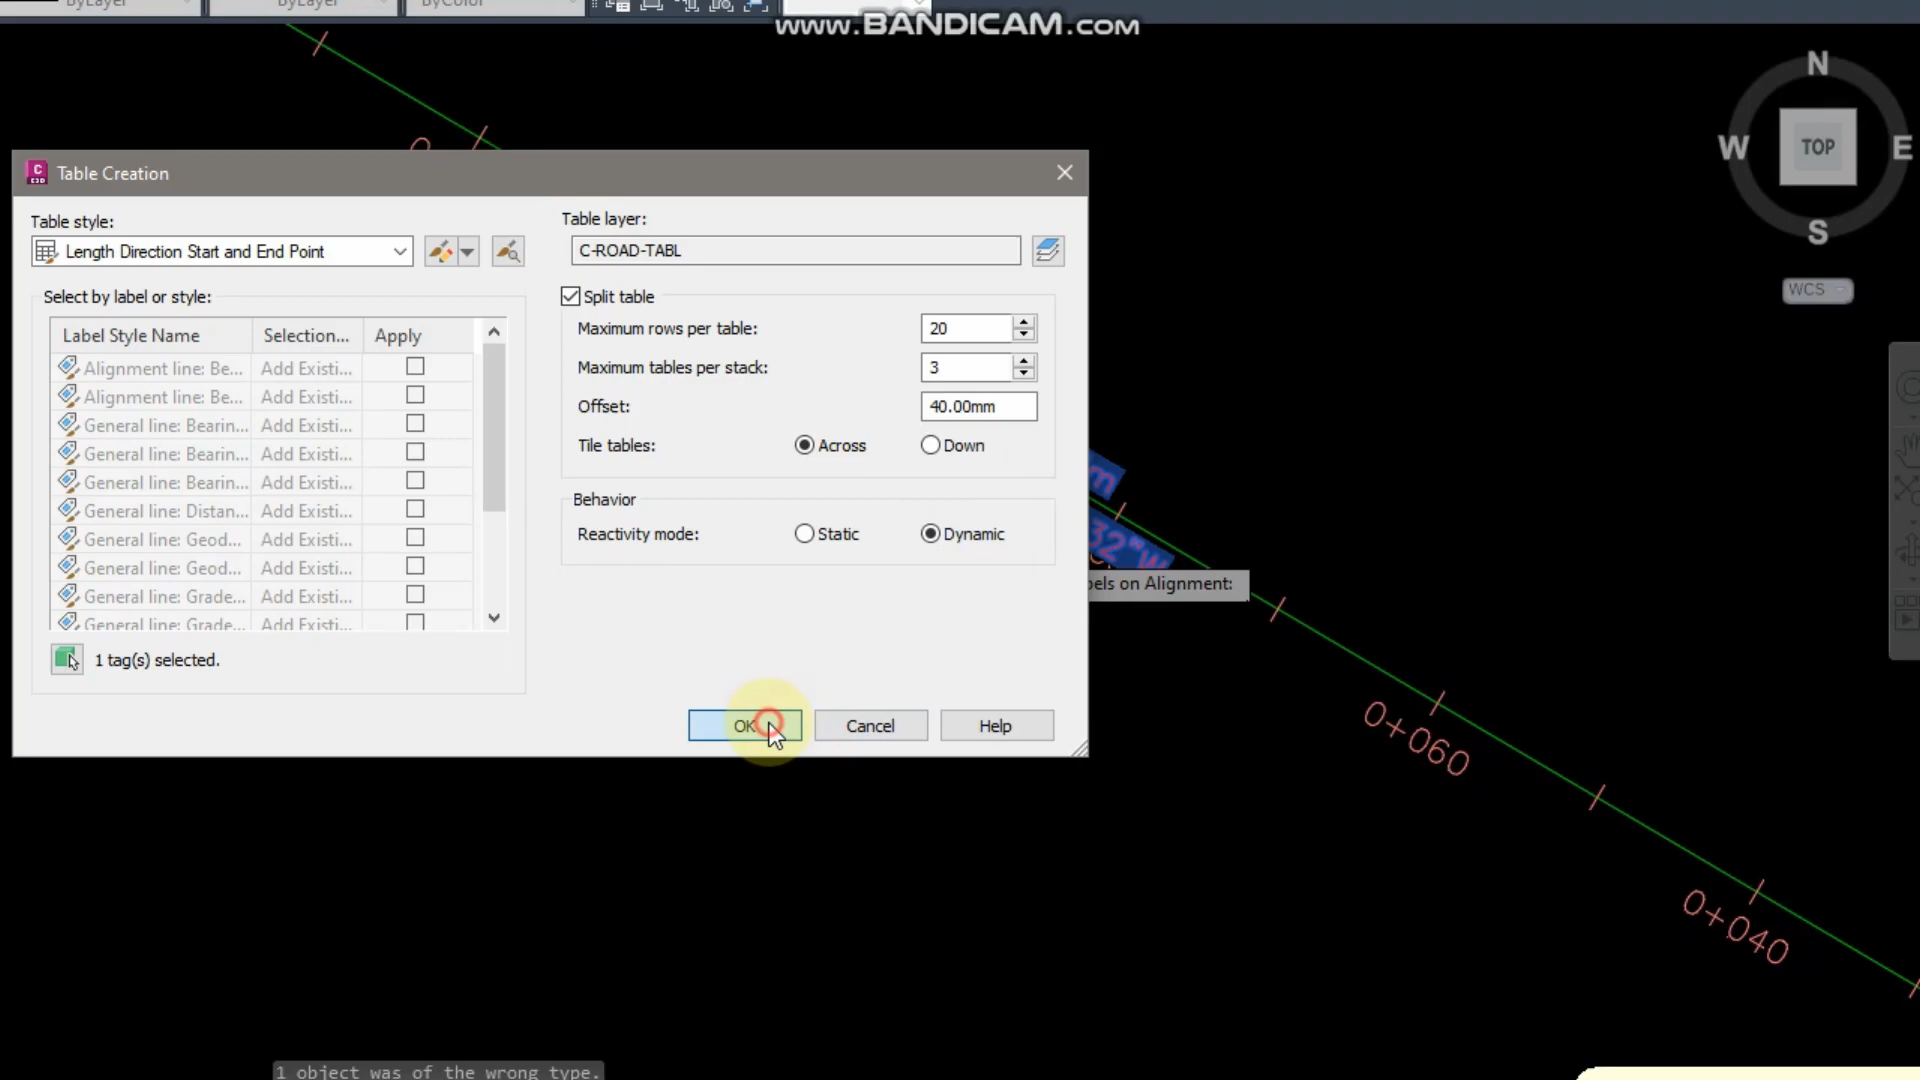 ByLayer ByLayer ByColor
www.BANDICAM.com
N
W TOP E
S
WCS
Table Creation
Table style:
Length Direction Start and End Point
Table layer:
C-ROAD-TABL
Select by label or style:
Label Style Name Selection... Apply
Alignment line: Be... Add Existi...
Alignment line: Be... Add Existi...
General line: Bearin... Add Existi...
General line: Bearin... Add Existi...
General line: Bearin... Add Existi...
General line: Distan... Add Existi...
General line: Geod... Add Existi...
General line: Geod... Add Existi...
General line: Grade... Add Existi...
General line: Grade... Add Existi...
1 tag(s) selected.
Split table
Maximum rows per table: 20
Maximum tables per stack: 3
Offset: 40.00mm
Tile tables: Across Down
Behavior
Reactivity mode: Static Dynamic
OK Cancel Help
m
32"W
bels on Alignment:
0+060
0+040
1 object was of the wrong type.